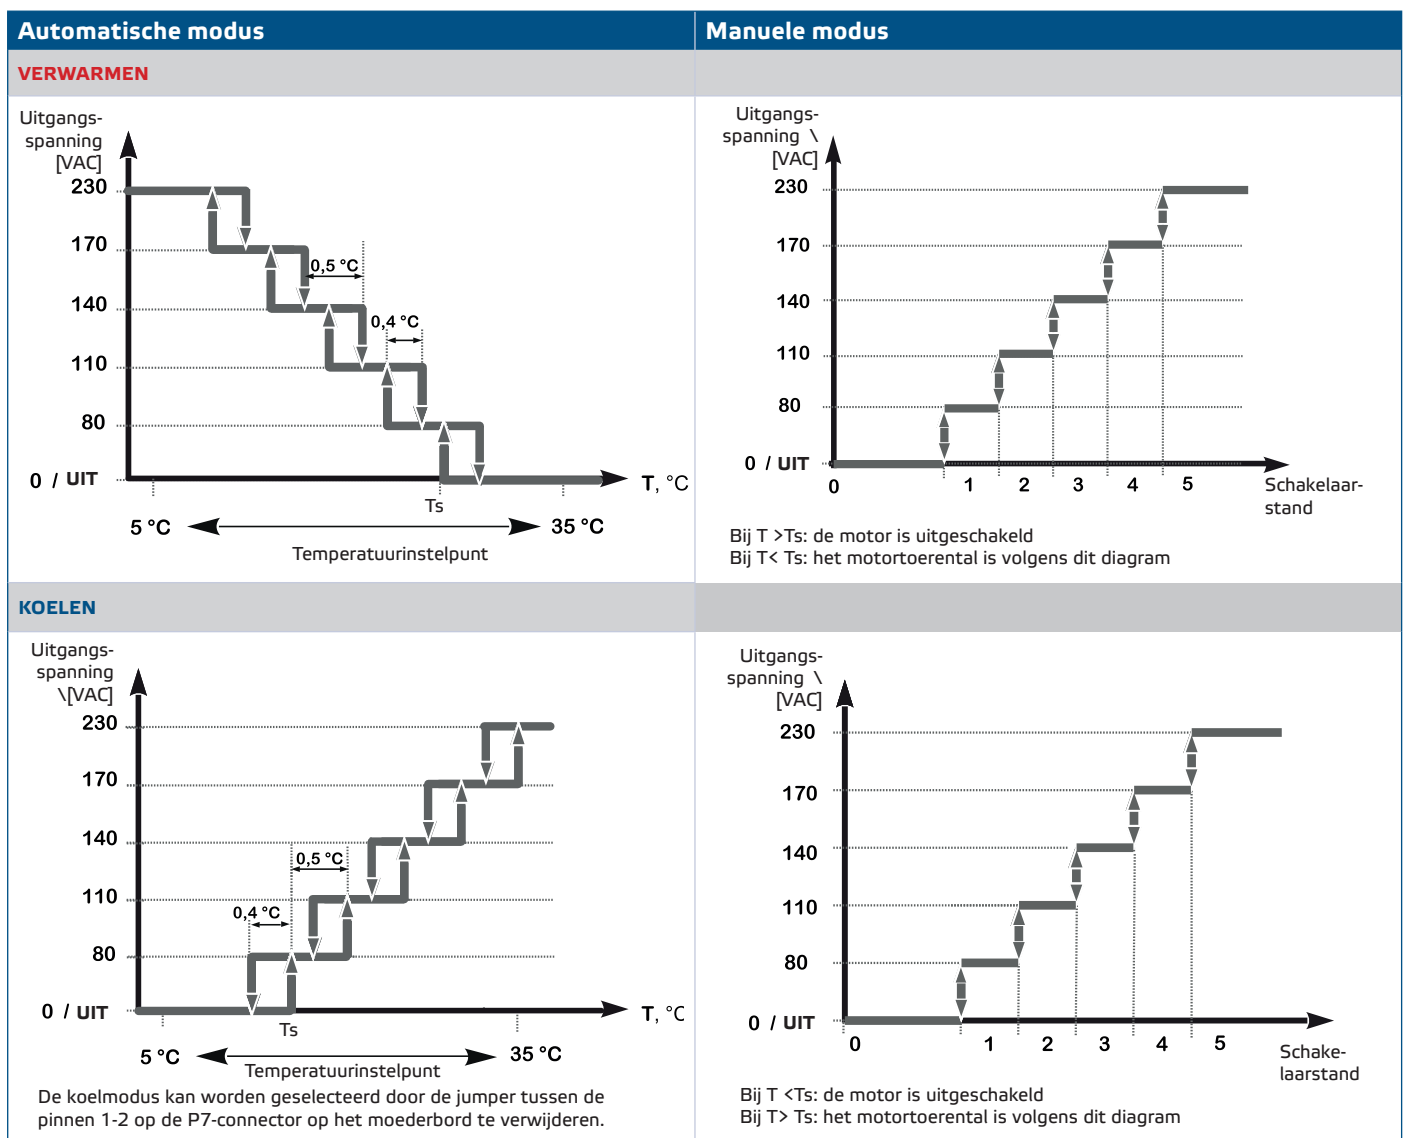 Automatische modus
Manuele modus
VERWARMEN
Uitgangs-
spanning
[VAC]
230
170
140
110
80
0 / UIT
0,5 °C
0,4 °C
T, °C
Ts
5 °C
35 °C
Temperatuurinstelpunt
Uitgangs-
spanning \
[VAC]
230
170
140
110
80
0 / UIT
0
1
2
3
4
5
Schakelaar-
stand
Bij T >Ts: de motor is uitgeschakeld
Bij T< Ts: het motortoerental is volgens dit diagram
KOELEN
Uitgangs-
spanning
\[VAC]
230
170
140
110
80
0 / UIT
0,5 °C
0,4 °C
T, °C
Ts
5 °C
35 °C
Temperatuurinstelpunt
De koelmodus kan worden geselecteerd door de jumper tussen de
pinnen 1-2 op de P7-connector op het moederbord te verwijderen.
Uitgangs-
spanning \
[VAC]
230
170
140
110
80
0 / UIT
0
1
2
3
4
5
Schake-
laarstand
Bij T <Ts: de motor is uitgeschakeld
Bij T> Ts: het motortoerental is volgens dit diagram